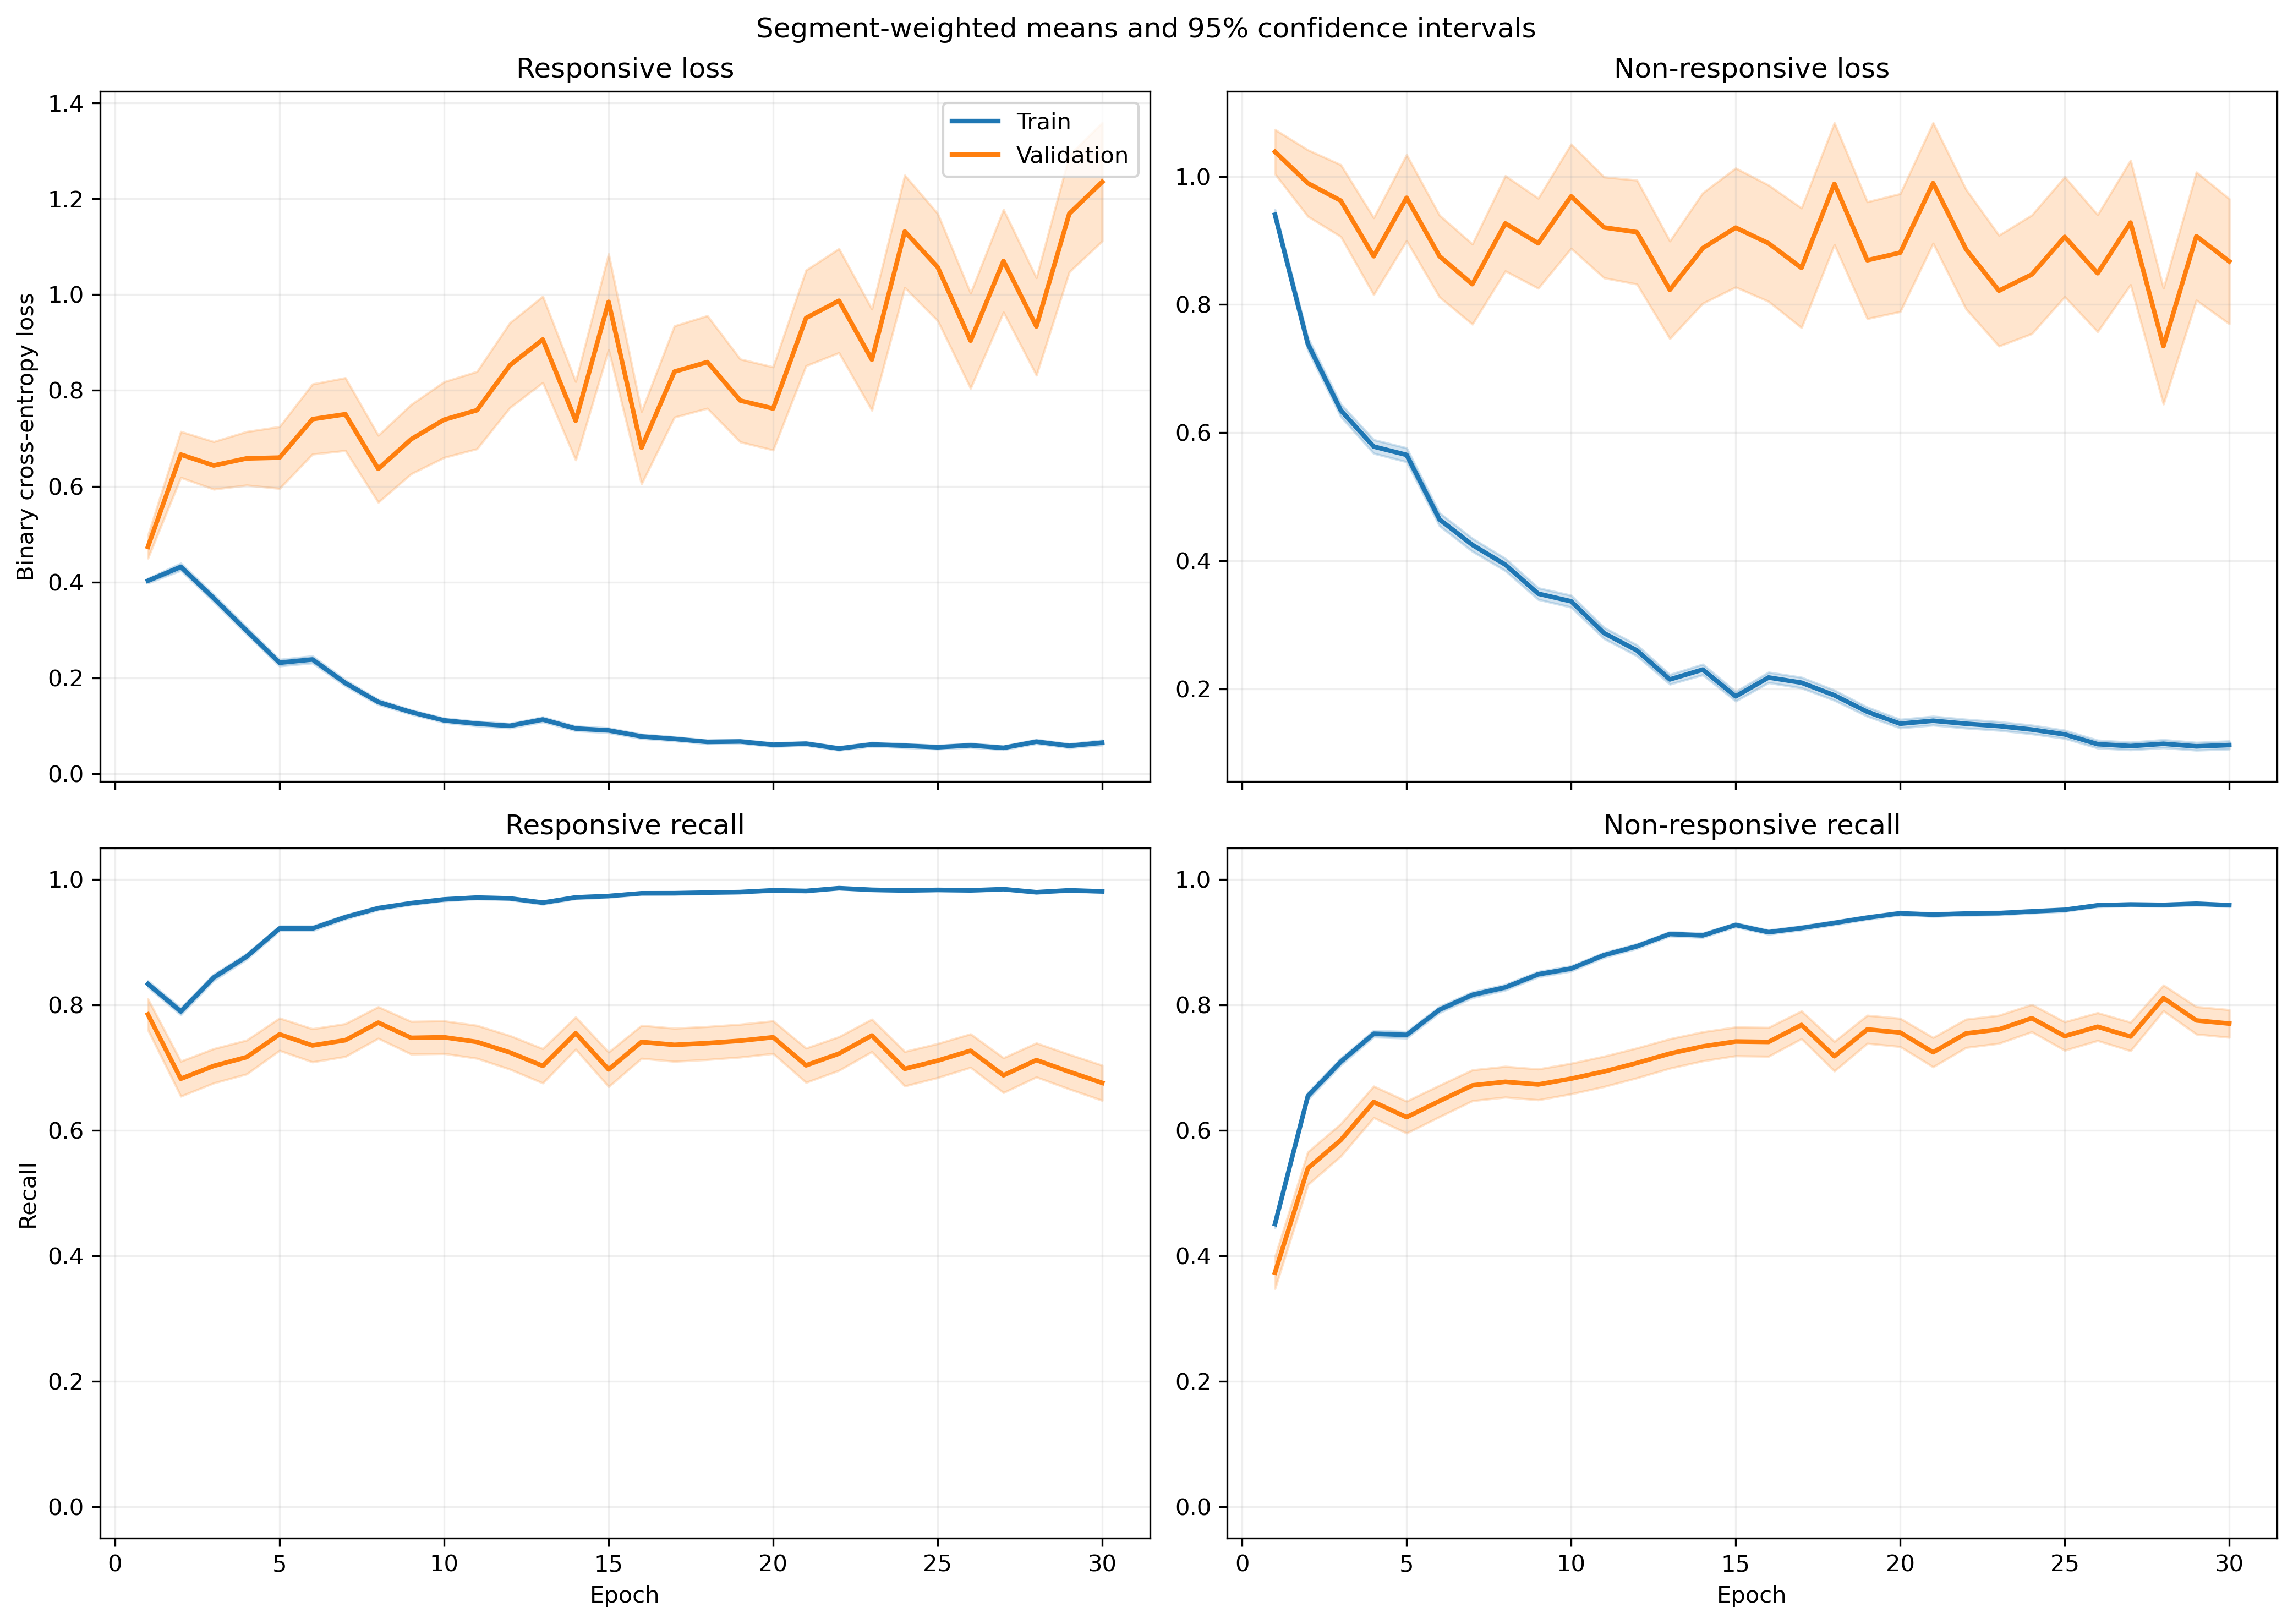 Segment-weighted means and 95% confidence intervals
Responsive loss
Non-responsive loss
Binary cross-entropy loss
1.4
1.2
1.0
0.8
0.6
0.4
0.2
0.0
Train
Validation
1.0
0.8
0.6
0.4
0.2
Responsive recall
Non-responsive recall
Recall
1.0
0.8
0.6
0.4
0.2
0.0
0 5 10 15 20 25 30
Epoch
1.0
0.8
0.6
0.4
0.2
0.0
0 5 10 15 20 25 30
Epoch